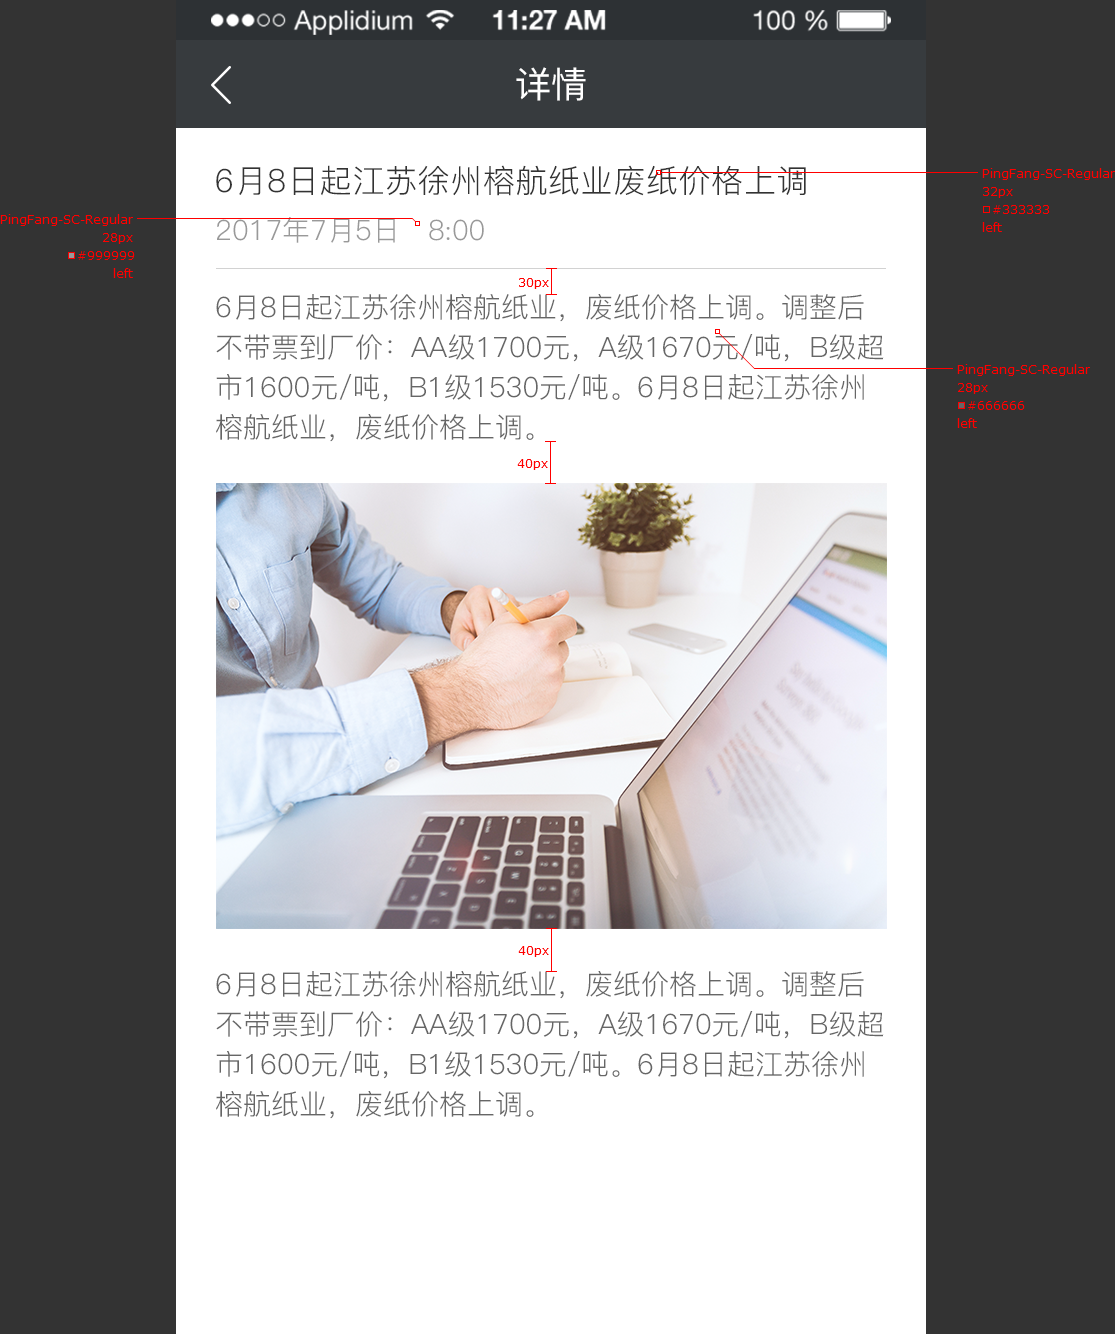 Applidium 11:27 AM 100 %
详情
6月8日起江苏徐州榕航纸业废纸价格上调
PingFang-SC-Regular
32px
#333333
left
PingFang-SC-Regular
28px
#999999
left
2017年7月5日 8:00
30px
6月8日起江苏徐州榕航纸业，废纸价格上调。调整后
不带票到厂价：AA级1700元，A级1670元/吨，B级超
市1600元/吨，B1级1530元/吨。6月8日起江苏徐州
榕航纸业，废纸价格上调。
PingFang-SC-Regular
28px
#666666
left
40px
40px
6月8日起江苏徐州榕航纸业，废纸价格上调。调整后
不带票到厂价：AA级1700元，A级1670元/吨，B级超
市1600元/吨，B1级1530元/吨。6月8日起江苏徐州
榕航纸业，废纸价格上调。